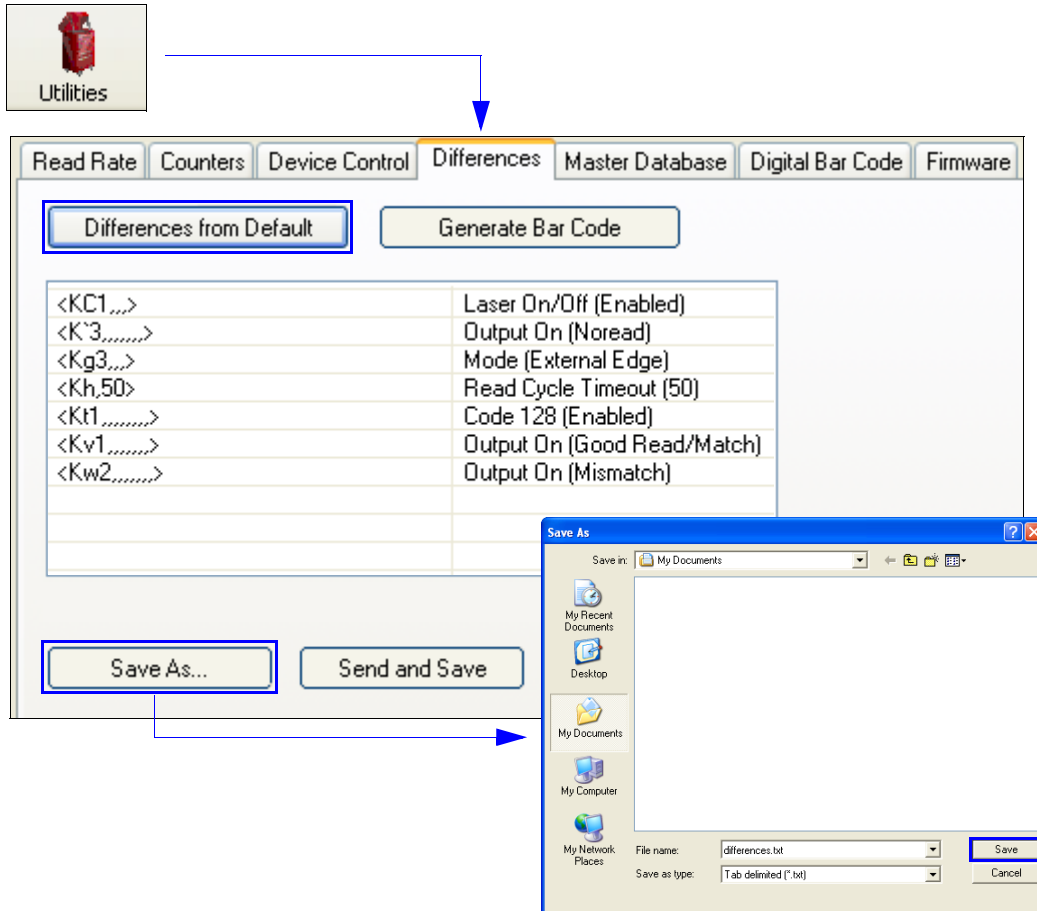 Utilities
Read Rate Counters Device Control Differences Master Database Digital Bar Code Firmware
Differences from Default Generate Bar Code
<KC1,,,> Laser On/Off (Enabled)
<K`3,,,,,,,> Output On (Noread)
<Kg3,,,> Mode (External Edge)
<Kh,50> Read Cycle Timeout (50)
<Kt1,,,,,,,,> Code 128 (Enabled)
<Kv1,,,,,,,> Output On (Good Read/Match)
<Kw2,,,,,,,> Output On (Mismatch)
Save As... Send and Save
Save As
Save in: My Documents
My Recent
Documents
Desktop
My Documents
My Computer
My Network
Places
File name: differences.txt Save
Save as type: Tab delimited (*.txt) Cancel